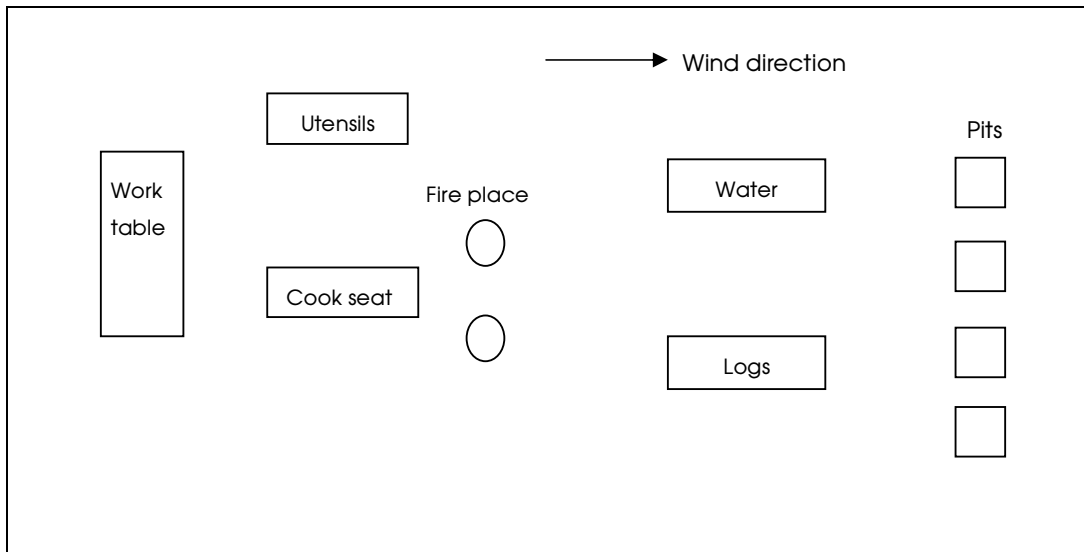 Wind direction
Utensils
Pits
Work
table
Water
Fire place
Cook seat
Logs